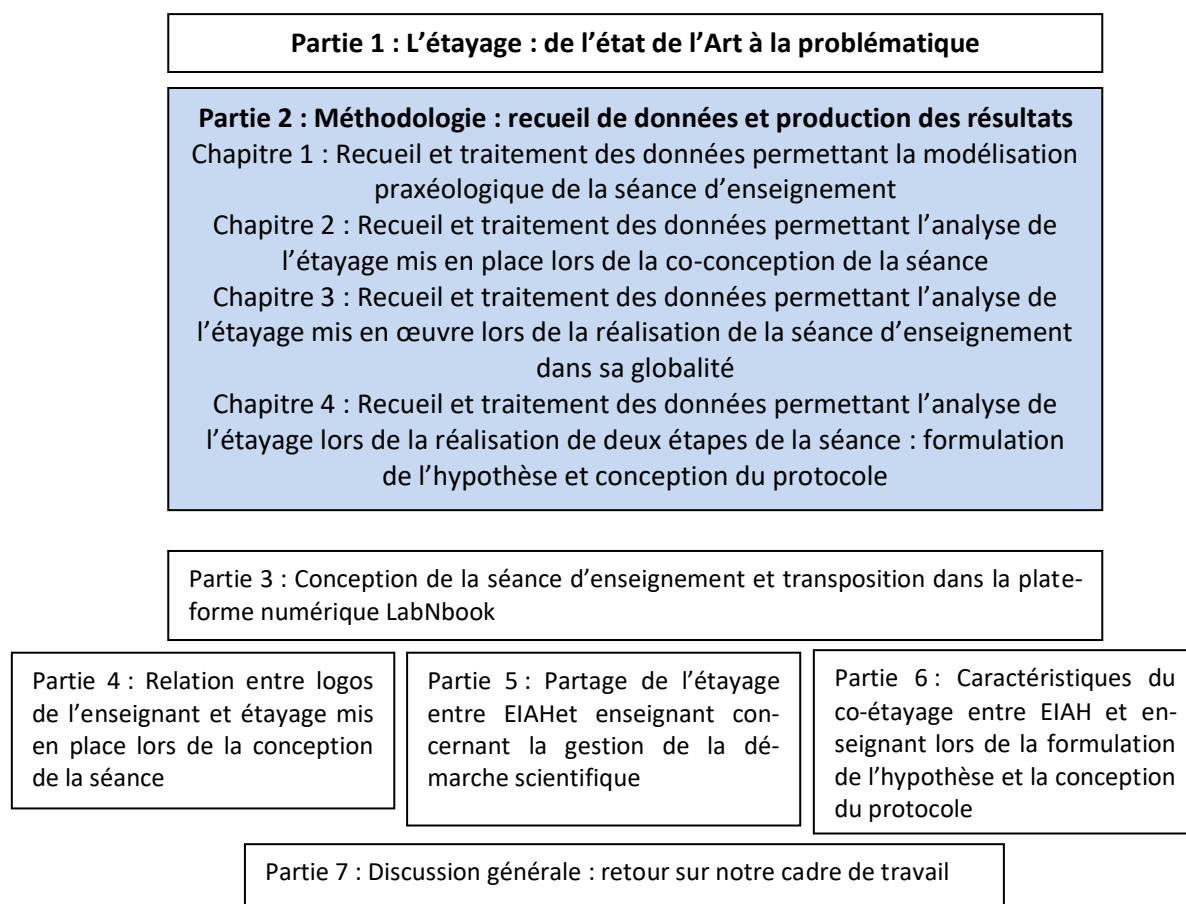 Partie 1 : L'étayage : de l'état de l'Art à la problématique
Partie 2 : Méthodologie : recueil de données et production des résultats
Chapitre 1 : Recueil et traitement des données permettant la modélisation
praxéologique de la séance d'enseignement
Chapitre 2 : Recueil et traitement des données permettant l'analyse de
l'étayage mis en place lors de la co-conception de la séance
Chapitre 3 : Recueil et traitement des données permettant l'analyse de
l'étayage mis en œuvre lors de la réalisation de la séance d'enseignement
dans sa globalité
Chapitre 4 : Recueil et traitement des données permettant l'analyse de
l'étayage lors de la réalisation de deux étapes de la séance : formulation
de l'hypothèse et conception du protocole
Partie 3 : Conception de la séance d'enseignement et transposition dans la plate-
forme numérique LabNbook
Partie 4 : Relation entre logos
de l'enseignant et étayage mis
en place lors de la conception
de la séance
Partie 5 : Partage de l'étayage
entre EIAHet enseignant con-
cernant la gestion de la dé-
marche scientifique
Partie 6 : Caractéristiques du
co-étayage entre EIAH et en-
seignant lors de la formulation
de l'hypothèse et la conception
du protocole
Partie 7 : Discussion générale : retour sur notre cadre de travail